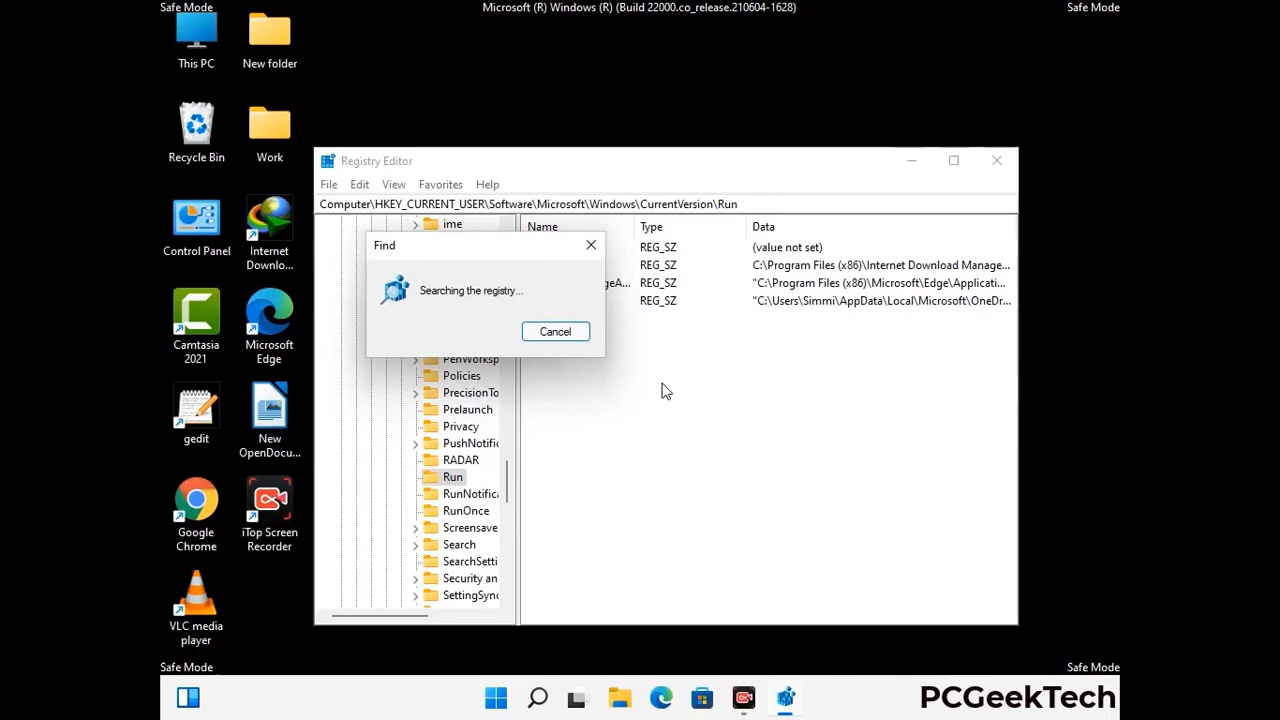 Safe Mode
Microsoft (R) Windows (R) (Build 22000.co_release.210604-1628)
Safe Mode
This PC
New folder
Recycle Bin
Work
Control Panel
Internet
Downlo...
Camtasia
2021
Microsoft
Edge
gedit
New
OpenDocu...
Google
Chrome
iTop Screen
Recorder
VLC media
player
Registry Editor
File Edit View Favorites Help
Computer\HKEY_CURRENT_USER\Software\Microsoft\Windows\CurrentVersion\Run
ime
PenWorksp
Policies
PrecisionTo
Prelaunch
Privacy
PushNotific
RADAR
Run
RunNotifica
RunOnce
Screensave
Search
SearchSetti
Security an
SettingSync
Name Type Data
REG_SZ (value not set)
REG_SZ C:\Program Files (x86)\Internet Download Manage...
geA... REG_SZ "C:\Program Files (x86)\Microsoft\Edge\Applicati...
REG_SZ "C:\Users\Simmi\AppData\Local\Microsoft\OneDr...
Find
Searching the registry...
Cancel
Safe Mode
Safe Mode
PCGeekTech